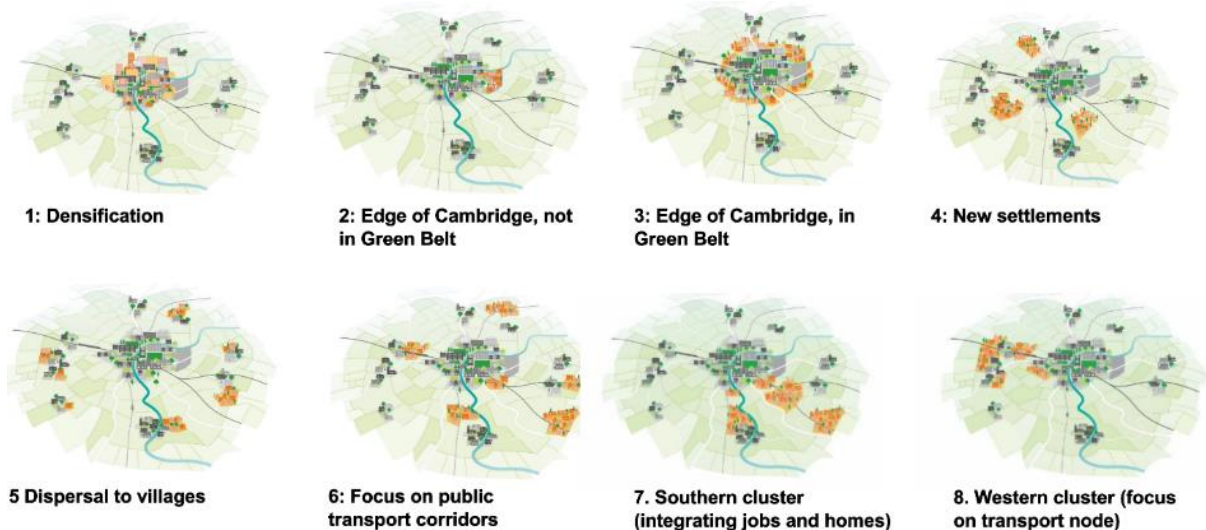 1: Densification
2: Edge of Cambridge, not
in Green Belt
3: Edge of Cambridge, in
Green Belt
4: New settlements
5 Dispersal to villages
6: Focus on public
transport corridors
7. Southern cluster
(integrating jobs and homes)
8. Western cluster (focus
on transport node)